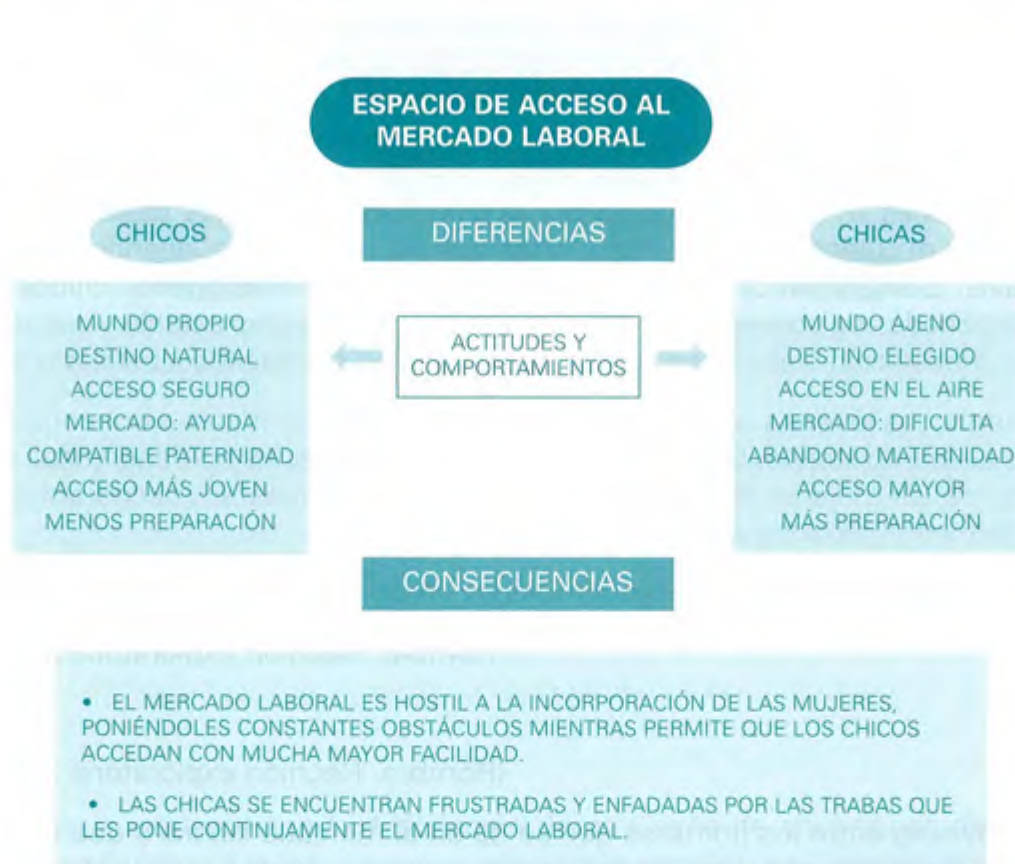 ESPACIO DE ACCESO AL
MERCADO LABORAL
CHICOS
DIFERENCIAS
CHICAS
MUNDO PROPIO
DESTINO NATURAL
ACCESO SEGURO
MERCADO: AYUDA
COMPATIBLE PATERNIDAD
ACCESO MÁS JOVEN
MENOS PREPARACIÓN
ACTITUDES Y
COMPORTAMIENTOS
MUNDO AJENO
DESTINO ELEGIDO
ACCESO EN EL AIRE
MERCADO: DIFICULTA
ABANDONO MATERNIDAD
ACCESO MAYOR
MÁS PREPARACIÓN
CONSECUENCIAS
• EL MERCADO LABORAL ES HOSTIL A LA INCORPORACIÓN DE LAS MUJERES,
PONIÉNDOLES CONSTANTES OBSTÁCULOS MIENTRAS PERMITE QUE LOS CHICOS
ACCEDAN CON MUCHA MAYOR FACILIDAD.
• LAS CHICAS SE ENCUENTRAN FRUSTRADAS Y ENFADADAS POR LAS TRABAS QUE
LES PONE CONTINUAMENTE EL MERCADO LABORAL.